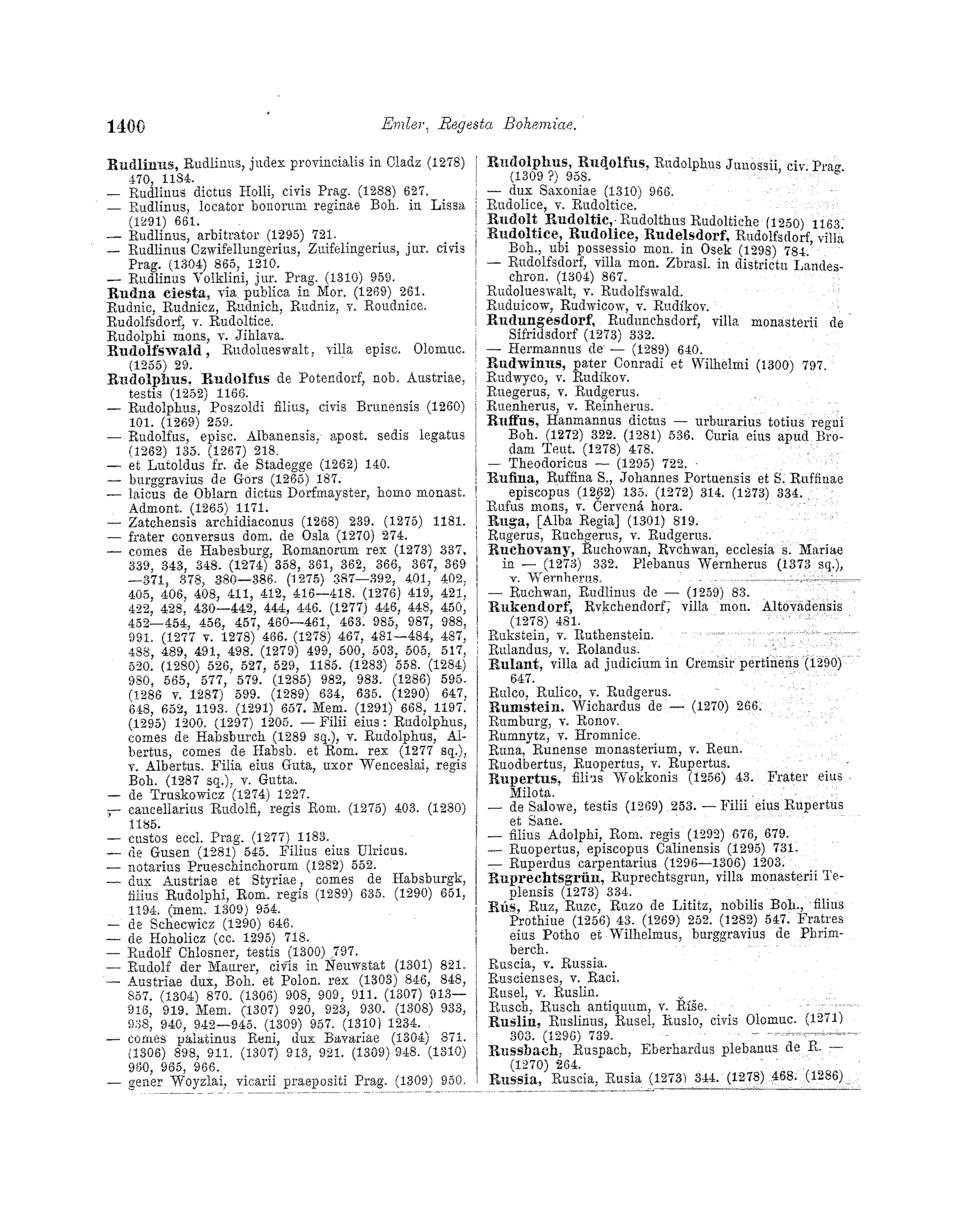 1400
Emler, Regesta Bohemiae.
Rudlinus, Rudlinus, judex provincialis in Cladz (1278)
470, 1184.
— Rudlinus dictus Holli, civis Prag. (1288) 627.
— Rudlinus, locator bonorum reginae Boh. in Lissa
(1291) 661.
— Rudlinus, arbitrator (1295) 721.
— Rudlinus Czwifellungerius, Zuifelingerius, jur. civis
Prag. (1304) 865, 1210.
— Rudlinus Volklini, jur. Prag. (1310) 959.
Rudna ciesta, via publica in Mor. (1269) 261.
Rudnic, Rudnicz, Rudnich, Rudniz, v. Roudnice.
Rudolfsdorf, v. Rudoltice.
Rudolphi mons, v. Jihlava.
Rudolfswald, Rudolueswalt, villa episc. Olomuc.
(1255) 29.
Rudolphus, Rudolfus de Potendorf, nob. Austriae,
testis (1252) 1166.
— Rudolphus, Poszoldi filius, civis Brunensis (1260)
101. (1269) 259.
— Rudolfus, episc. Albanensis, apost. sedis legatus
(1262) 135. (1267) 218.
— et Lutoldus fr. de Stadegge (1262) 140.
— burggravius de Gors (1265) 187.
— laicus de Oblarn dictus Dorfmayster, homo monast.
Admont. (1265) 1171.
— Zatchensis archidiaconus (1268) 239. (1275) 1181.
— frater conversus dom. de Osla (1270) 274.
— comes de Habesburg, Romanorum rex (1273) 337,
339, 343, 348. (1274) 358, 361, 362, 366, 367, 369
—371, 378, 380—386. (1275) 387—392, 401, 402,
405, 406, 408, 411, 412, 416—418. (1276) 419, 421,
422, 428, 430—442, 444, 446. (1277) 446, 448, 450,
452—454, 456, 457, 460—461, 463. 985, 987, 988,
991. (1277 v. 1278) 466. (1278) 467, 481—484, 487,
488, 489, 491, 498. (1279) 499, 500, 503, 505, 517,
520. (1280) 526, 527, 529, 1185. (1283) 558. (1284)
980, 565, 577, 579. (1285) 982, 983. (1286) 595.
(1286 v. 1287) 599. (1289) 634, 635. (1290) 647,
648, 652, 1193. (1291) 657. Mem. (1291) 668, 1197.
(1295) 1200. (1297) 1205. — Filii eius: Rudolphus,
comes de Habsburch (1289 sq.), v. Rudolphus, Al-
bertus, comes de Habsb. et Rom. rex (1277 sq.),
v. Albertus. Filia eius Guta, uxor Wenceslai, regis
Boh. (1287 sq.), v. Gutta.
— de Truskowicz (1274) 1227.
— cancellarius Rudolfi, regis Rom. (1275) 403. (1280)
1185.
— custos eccl. Prag. (1277) 1183.
— de Gusen (1281) 545. Filius eius Ulricus.
— notarius Prueschinchorum (1282) 552.
— dux Austriae et Styriae, comes de Habsburgk,
filius Rudolphi, Rom. regis (1289) 635. (1290) 651,
1194. (mem. 1309) 954.
— de Schecwicz (1290) 646.
— de Hoholicz (cc. 1295) 718.
— Rudolf Chlosner, testis (1300) 797.
— Rudolf der Maurer, civis in Neuwstat (1301) 821.
— Austriae dux, Boh. et Polon. rex (1303) 846, 848,
857. (1304) 870. (1306) 908, 909, 911. (1307) 913—
916, 919. Mem. (1307) 920, 923, 930. (1308) 933,
938, 940, 942—945. (1309) 957. (1310) 1234.
— comes palatinus Reni, dux Bavariae (1304) 871.
(1306) 898, 911. (1307) 913, 921. (1309) 948. (1310)
960, 965, 966.
— gener Woyzlai, vicarii praepositi Prag. (1309) 950.
Rudolphus, Rudolfus, Rudolphus Junossii, civ. Prag.
(1309 ?) 958.
— dux Saxoniae (1310) 966.
Rudolice, v. Rudoltice.
Rudolt Rudoltic, Rudolthus Rudoltiche (1250) 1163.
Rudoltice, Rudolice, Rudelsdorf, Rudolfsdorf, villa
Boh., ubi possessio mon. in Osek (1298) 784.
— Rudolfsdorf, villa mon. Zbrasl. in districtu Landes-
chron. (1304) 867.
Rudolueswalt, v. Rudolfswald.
Ruduicow, Rudwicow, v. Rudíkov.
Rudungesdorf, Rudunchsdorf, villa monasterii de
Sifridsdorf (1273) 332.
— Hermannus de — (1289) 640.
Rudwinus, pater Conradi et Wilhelmi (1300) 797.
Rudwyco, v. Rudíkov.
Ruegerus, v. Rudgerus.
Ruenherus, v. Reinherus.
Ruffus, Hanmannus dictus — urburarius totius regni
Boh. (1272) 322. (1281) 536. Curia eius apud Bro-
dam Teut. (1278) 478.
— Theodoricus — (1295) 722.
Rufina, Ruffina S., Johannes Portuensis et S. Ruffinae
episcopus (1262) 135. (1272) 314. (1273) 334.
Rufus mons, v. Červená hora.
Ruga, [Alba Regia] (1301) 819.
Rugerus, Ruchgerus, v. Rudgerus.
Ruchovany, Ruchowan, Rvchwan, ecclesia s. Mariae
in — (1273) 332. Plebanus Wernherus (1373 sq.),
v. Wernherus.
— Ruchwan, Rudlinus de — (1259) 83.
Rukendorf, Rvkchendorf, villa mon. Altovadensis
(1278) 481.
Rukstein, v. Ruthenstein.
Rulandus, v. Rolandus.
Rulant, villa ad judicium in Cremsir pertinens (1290)
647.
Rulco, Rulico, v. Rudgerus.
Rumstein, Wichardus de — (1270) 266.
Rumburg, v. Ronov.
Rumnytz, v. Hromnice.
Runa, Runense monasterium, v. Reun.
Ruodbertus, Ruopertus, v. Rupertus.
Rupertus, filius Wokkonis (1256) 43. Frater eius
Milota.
— de Salowe, testis (1269) 253. — Filii eius Rupertus
et Sane.
— filius Adolphi, Rom. regis (1292) 676, 679.
— Ruopertus, episcopus Calinensis (1295) 731.
— Ruperdus carpentarius (1296—1306) 1203.
Ruprechtsgrün, Ruprechtsgrun, villa monasterii Te-
plensis (1273) 334.
Rús, Ruz, Ruzc, Ruzo de Lititz, nobilis Boh., filius
Prothiue (1256) 43. (1269) 252. (1282) 547. Fratres
eius Potho et Wilhelmus, burggravius de Phrim-
berch.
Ruscia, v. Russia.
Ruscienses, v. Raci.
Rusel, v. Ruslin.
Rusch, Rusch antiquum, v. Říše.
Ruslin, Ruslinus, Rusel, Ruslo, civis Olomuc. (1271)
303. (1296) 739.
Russbach, Ruspach, Eberhardus plebanus de R. —
(1270) 264.
Russia, Ruscia, Rusia (1273) 344. (1278) 468. (1286)